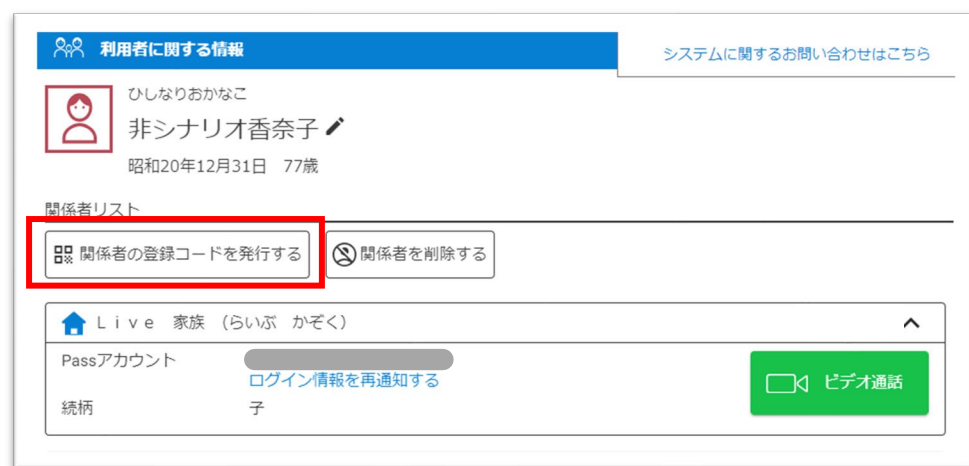 利用者に関する情報
システムに関するお問い合わせはこちら
ひしなりおかなこ
非シナリオ香奈子
昭和20年12月31日 77歳
関係者リスト
関係者の登録コードを発行する
関係者を削除する
Live 家族 (らいぶ かぞく)
Passアカウント
ログイン情報を再通知する
ビデオ通話
続柄 子